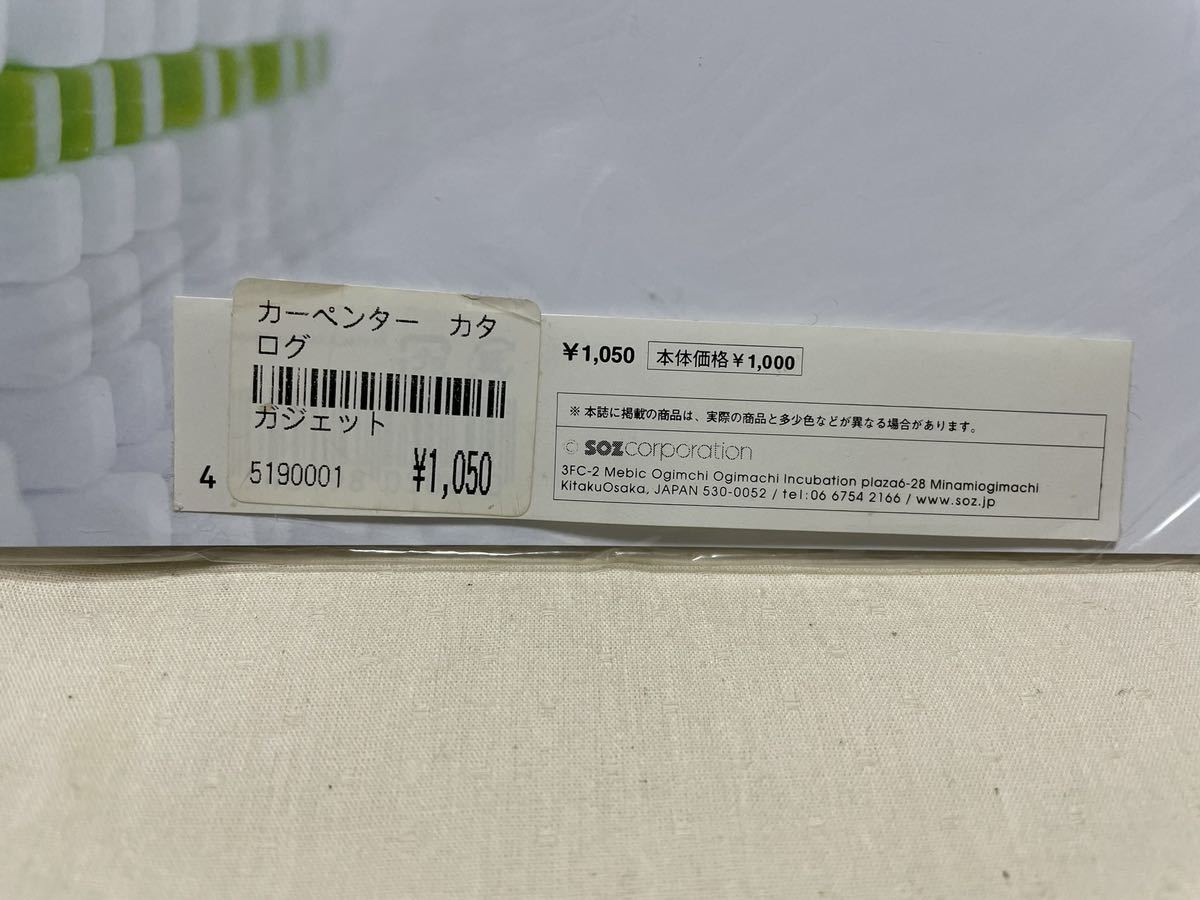 カーペンター カタ
ログ
ガジェット
4
5190001 ¥1,050
¥1,050 本体価格¥1,000
※本誌に掲載の商品は、実際の商品と多少色などが異なる場合があります。
© sozcorporation
3FC-2 Mebic Ogimchi Ogimachi Incubation plaza6-28 Minamiogimachi
KitakuOsaka, JAPAN 530-0052 / tel:06 6754 2166 / www.soz.jp